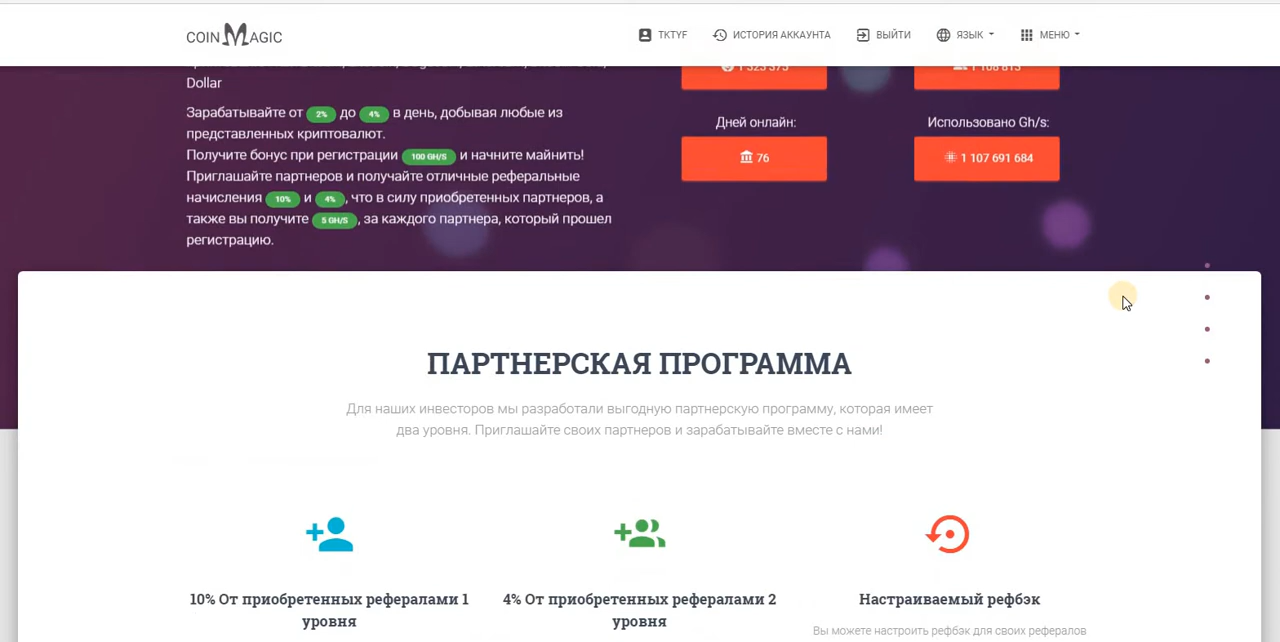 COIN MAGIC
TKTYF
ИСТОРИЯ АККАУНТА
ВЫЙТИ
ЯЗЫК
МЕНЮ
Dollar
Зарабатывайте от 2% до 4% в день, добывая любые из
представленных криптовалют.
Получите бонус при регистрации 100 GH/S и начните майнить!
Приглашайте партнеров и получайте отличные реферальные
начисления 10% и 4%, что в силу приобретенных партнеров, а
также вы получите 5 GH/S, за каждого партнера, который прошел
регистрацию.
Дней онлайн:
76
Использовано Gh/s:
1 107 691 684
ПАРТНЕРСКАЯ ПРОГРАММА
Для наших инвесторов мы разработали выгодную партнерскую программу, которая имеет
два уровня. Приглашайте своих партнеров и зарабатывайте вместе с нами!
10% От приобретенных рефералами 1
уровня
4% От приобретенных рефералами 2
уровня
Настраиваемый рефбэк
Вы можете настроить рефбэк для своих рефералов